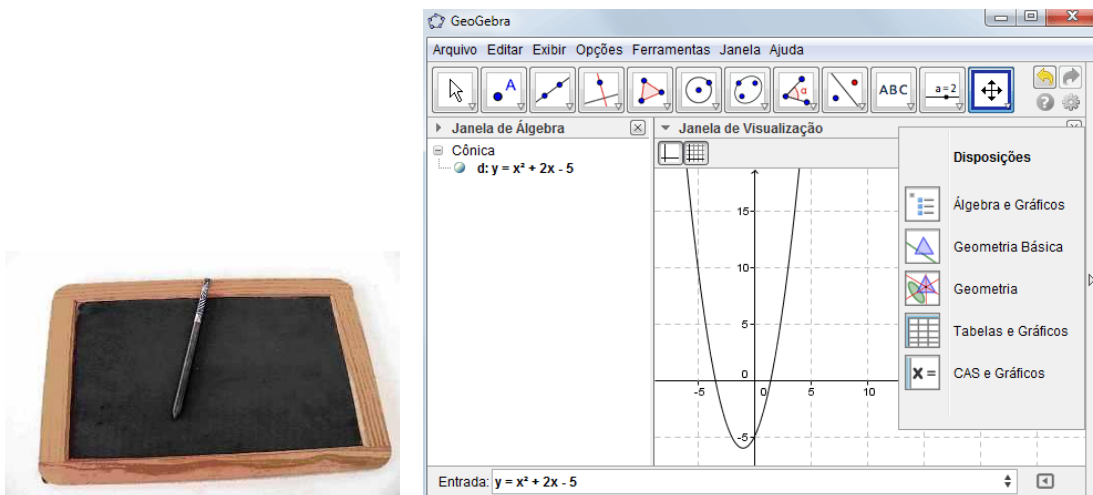 GeoGebra
Arquivo Editar Exibir Opções Ferramentas Janela Ajuda
A
α
ABC
a=2
Janela de Álgebra
Janela de Visualização
Cônica
d: y = x² + 2x - 5
Disposições
Álgebra e Gráficos
Geometria Básica
Geometria
Tabelas e Gráficos
X =
CAS e Gráficos
15
10
5
0
-5
0
5
10
-5
Entrada: y = x² + 2x - 5